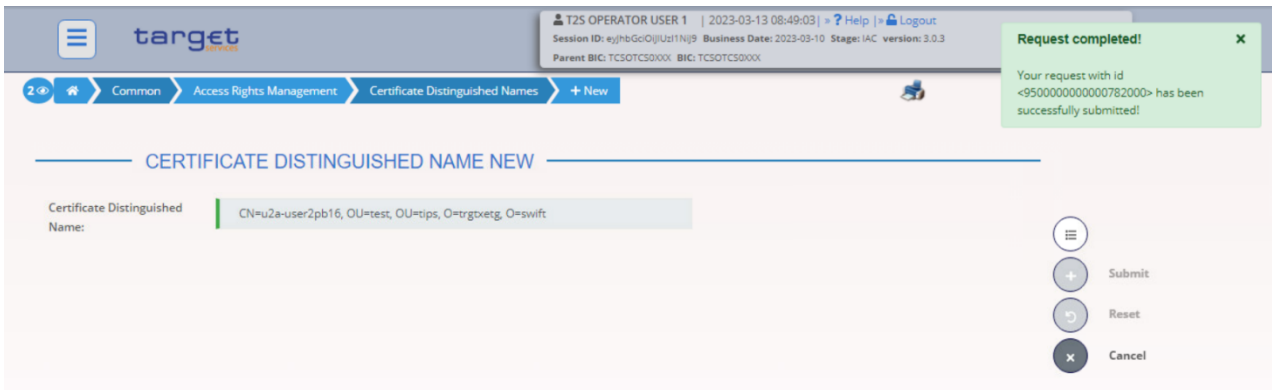 target
services
T2S OPERATOR USER 1 | 2023-03-13 08:49:03| » ? Help |» Logout
Session ID: eyJhbGciOiJIUzI1NiJ9 Business Date: 2023-03-10 Stage: IAC version: 3.0.3
Parent BIC: TCSOTCS0XXX BIC: TCSOTCS0XXX
Request completed! ×
Your request with id
<9500000000000782000> has been
successfully submitted!
2 Common Access Rights Management Certificate Distinguished Names + New
CERTIFICATE DISTINGUISHED NAME NEW
Certificate Distinguished
Name:
CN=u2a-user2pb16, OU=test, OU=tips, O=trgtxetg, O=swift
Submit
Reset
Cancel